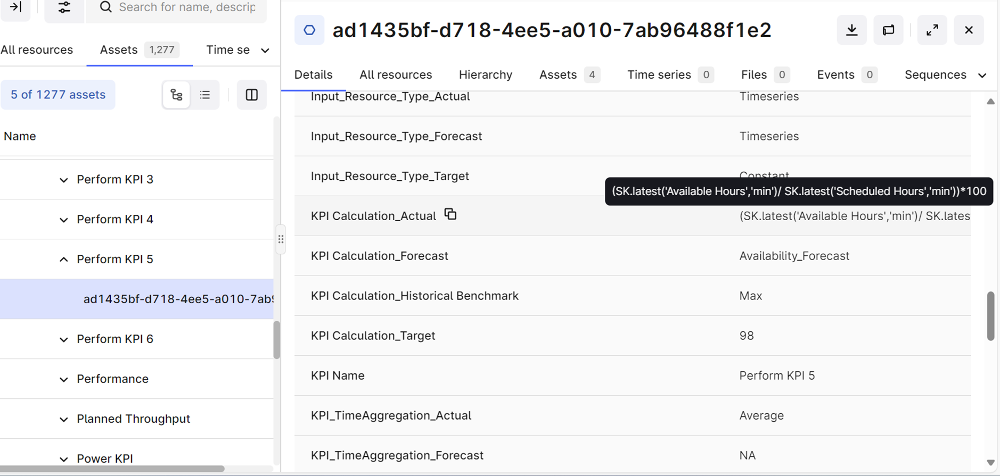 Search for name, descrip
All resources
Assets 1,277
Time se
5 of 1277 assets
Name
Perform KPI 3
Perform KPI 4
Perform KPI 5
ad1435bf-d718-4ee5-a010-7ab9
Perform KPI 6
Performance
Planned Throughput
Power KPI
ad1435bf-d718-4ee5-a010-7ab96488f1e2
Details All resources Hierarchy Assets 4 Time series 0 Files 0 Events 0 Sequences
Input_Resource_Type_Actual Timeseries
Input_Resource_Type_Forecast Timeseries
Input_Resource_Type_Target Constant
(SK.latest('Available Hours','min')/ SK.latest('Scheduled Hours','min'))*100
KPI Calculation_Actual (SK.latest('Available Hours','min')/ SK.lates
KPI Calculation_Forecast Availability_Forecast
KPI Calculation_Historical Benchmark Max
KPI Calculation_Target 98
KPI Name Perform KPI 5
KPI_TimeAggregation_Actual Average
KPI_TimeAggregation_Forecast NA